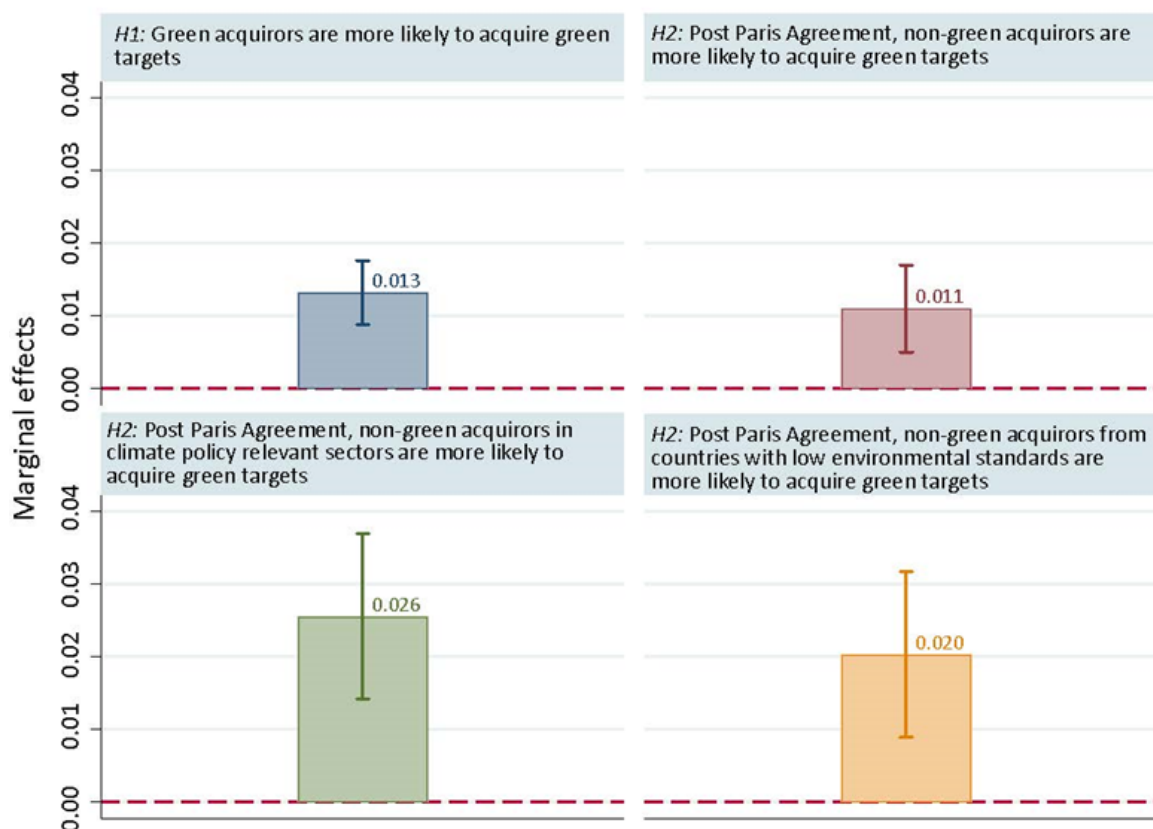 H1: Green acquirors are more likely to acquire green
targets
H2: Post Paris Agreement, non-green acquirors are
more likely to acquire green targets
Marginal effects
0.04
0.03
0.02
0.01
0.00
0.013
0.011
H2: Post Paris Agreement, non-green acquirors in
climate policy relevant sectors are more likely to
acquire green targets
H2: Post Paris Agreement, non-green acquirors from
countries with low environmental standards are
more likely to acquire green targets
0.04
0.03
0.02
0.01
0.00
0.026
0.020